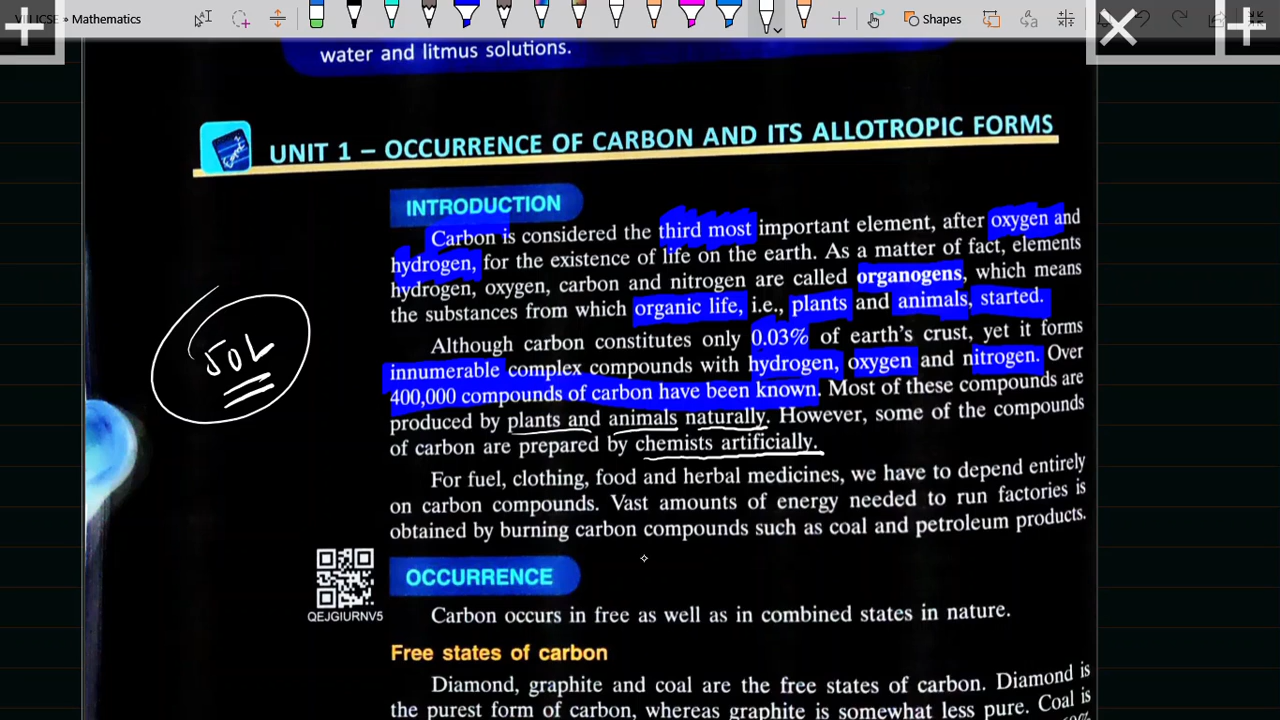 VIII ICSE » Mathematics
Shapes
water and litmus solutions.
UNIT 1 – OCCURRENCE OF CARBON AND ITS ALLOTROPIC FORMS
INTRODUCTION
Carbon is considered the third most important element, after oxygen and
hydrogen, for the existence of life on the earth. As a matter of fact, elements
hydrogen, oxygen, carbon and nitrogen are called organogens, which means
the substances from which organic life, i.e., plants and animals, started.
Although carbon constitutes only 0.03% of earth's crust, yet it forms
innumerable complex compounds with hydrogen, oxygen and nitrogen. Over
400,000 compounds of carbon have been known. Most of these compounds are
produced by plants and animals naturally. However, some of the compounds
of carbon are prepared by chemists artificially.
For fuel, clothing, food and herbal medicines, we have to depend entirely
on carbon compounds. Vast amounts of energy needed to run factories is
obtained by burning carbon compounds such as coal and petroleum products.
OCCURRENCE
QEJGIURNV5
Carbon occurs in free as well as in combined states in nature.
Free states of carbon
Diamond, graphite and coal are the free states of carbon. Diamond is
the purest form of carbon, whereas graphite is somewhat less pure. Coal is